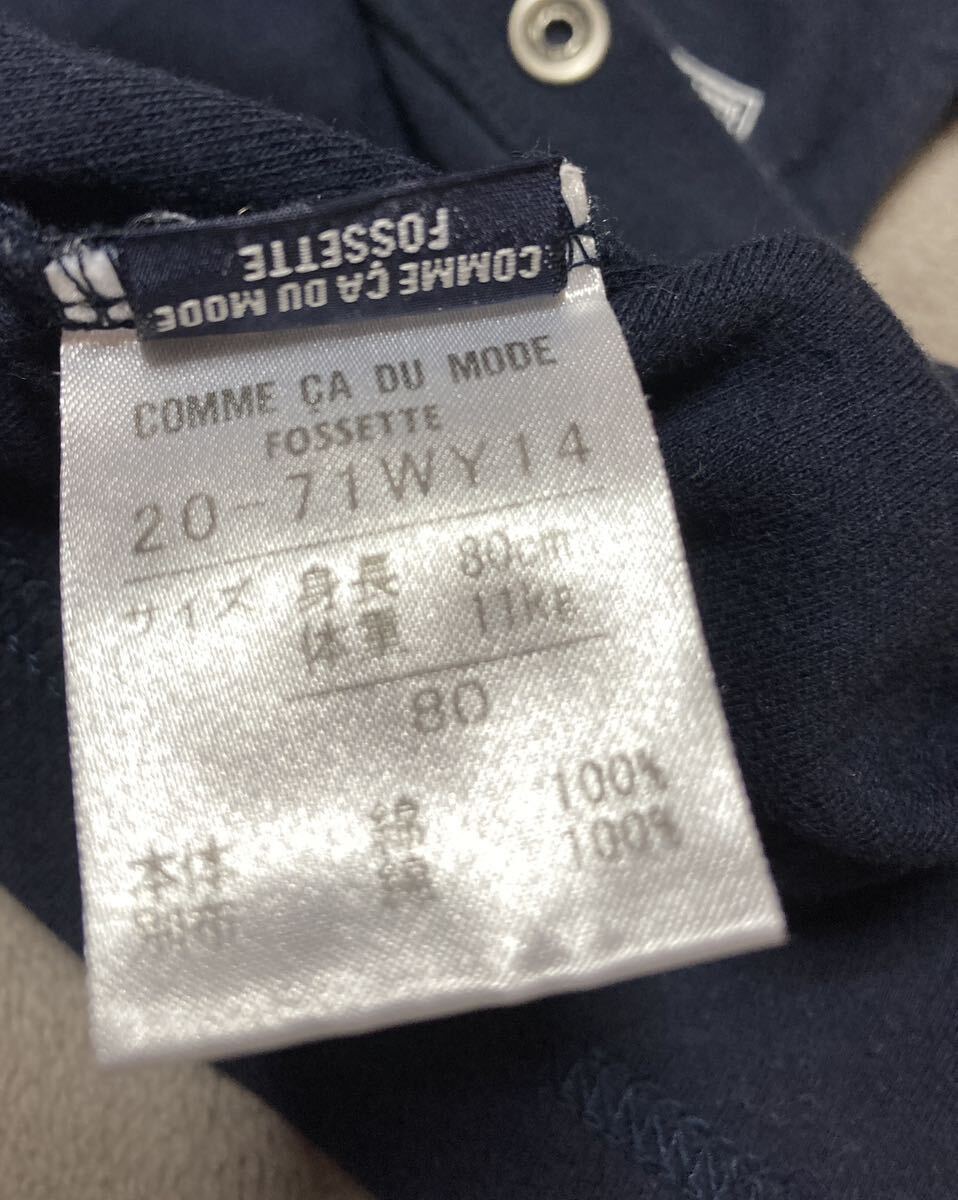 COMME ÇA DU MODE
FOSSETTE
COMME ÇA DU MODE
FOSSETTE
20-71WY14
サイズ 身長 80cm
体重 11kg
80
本体 綿 100%
別布 綿 100%